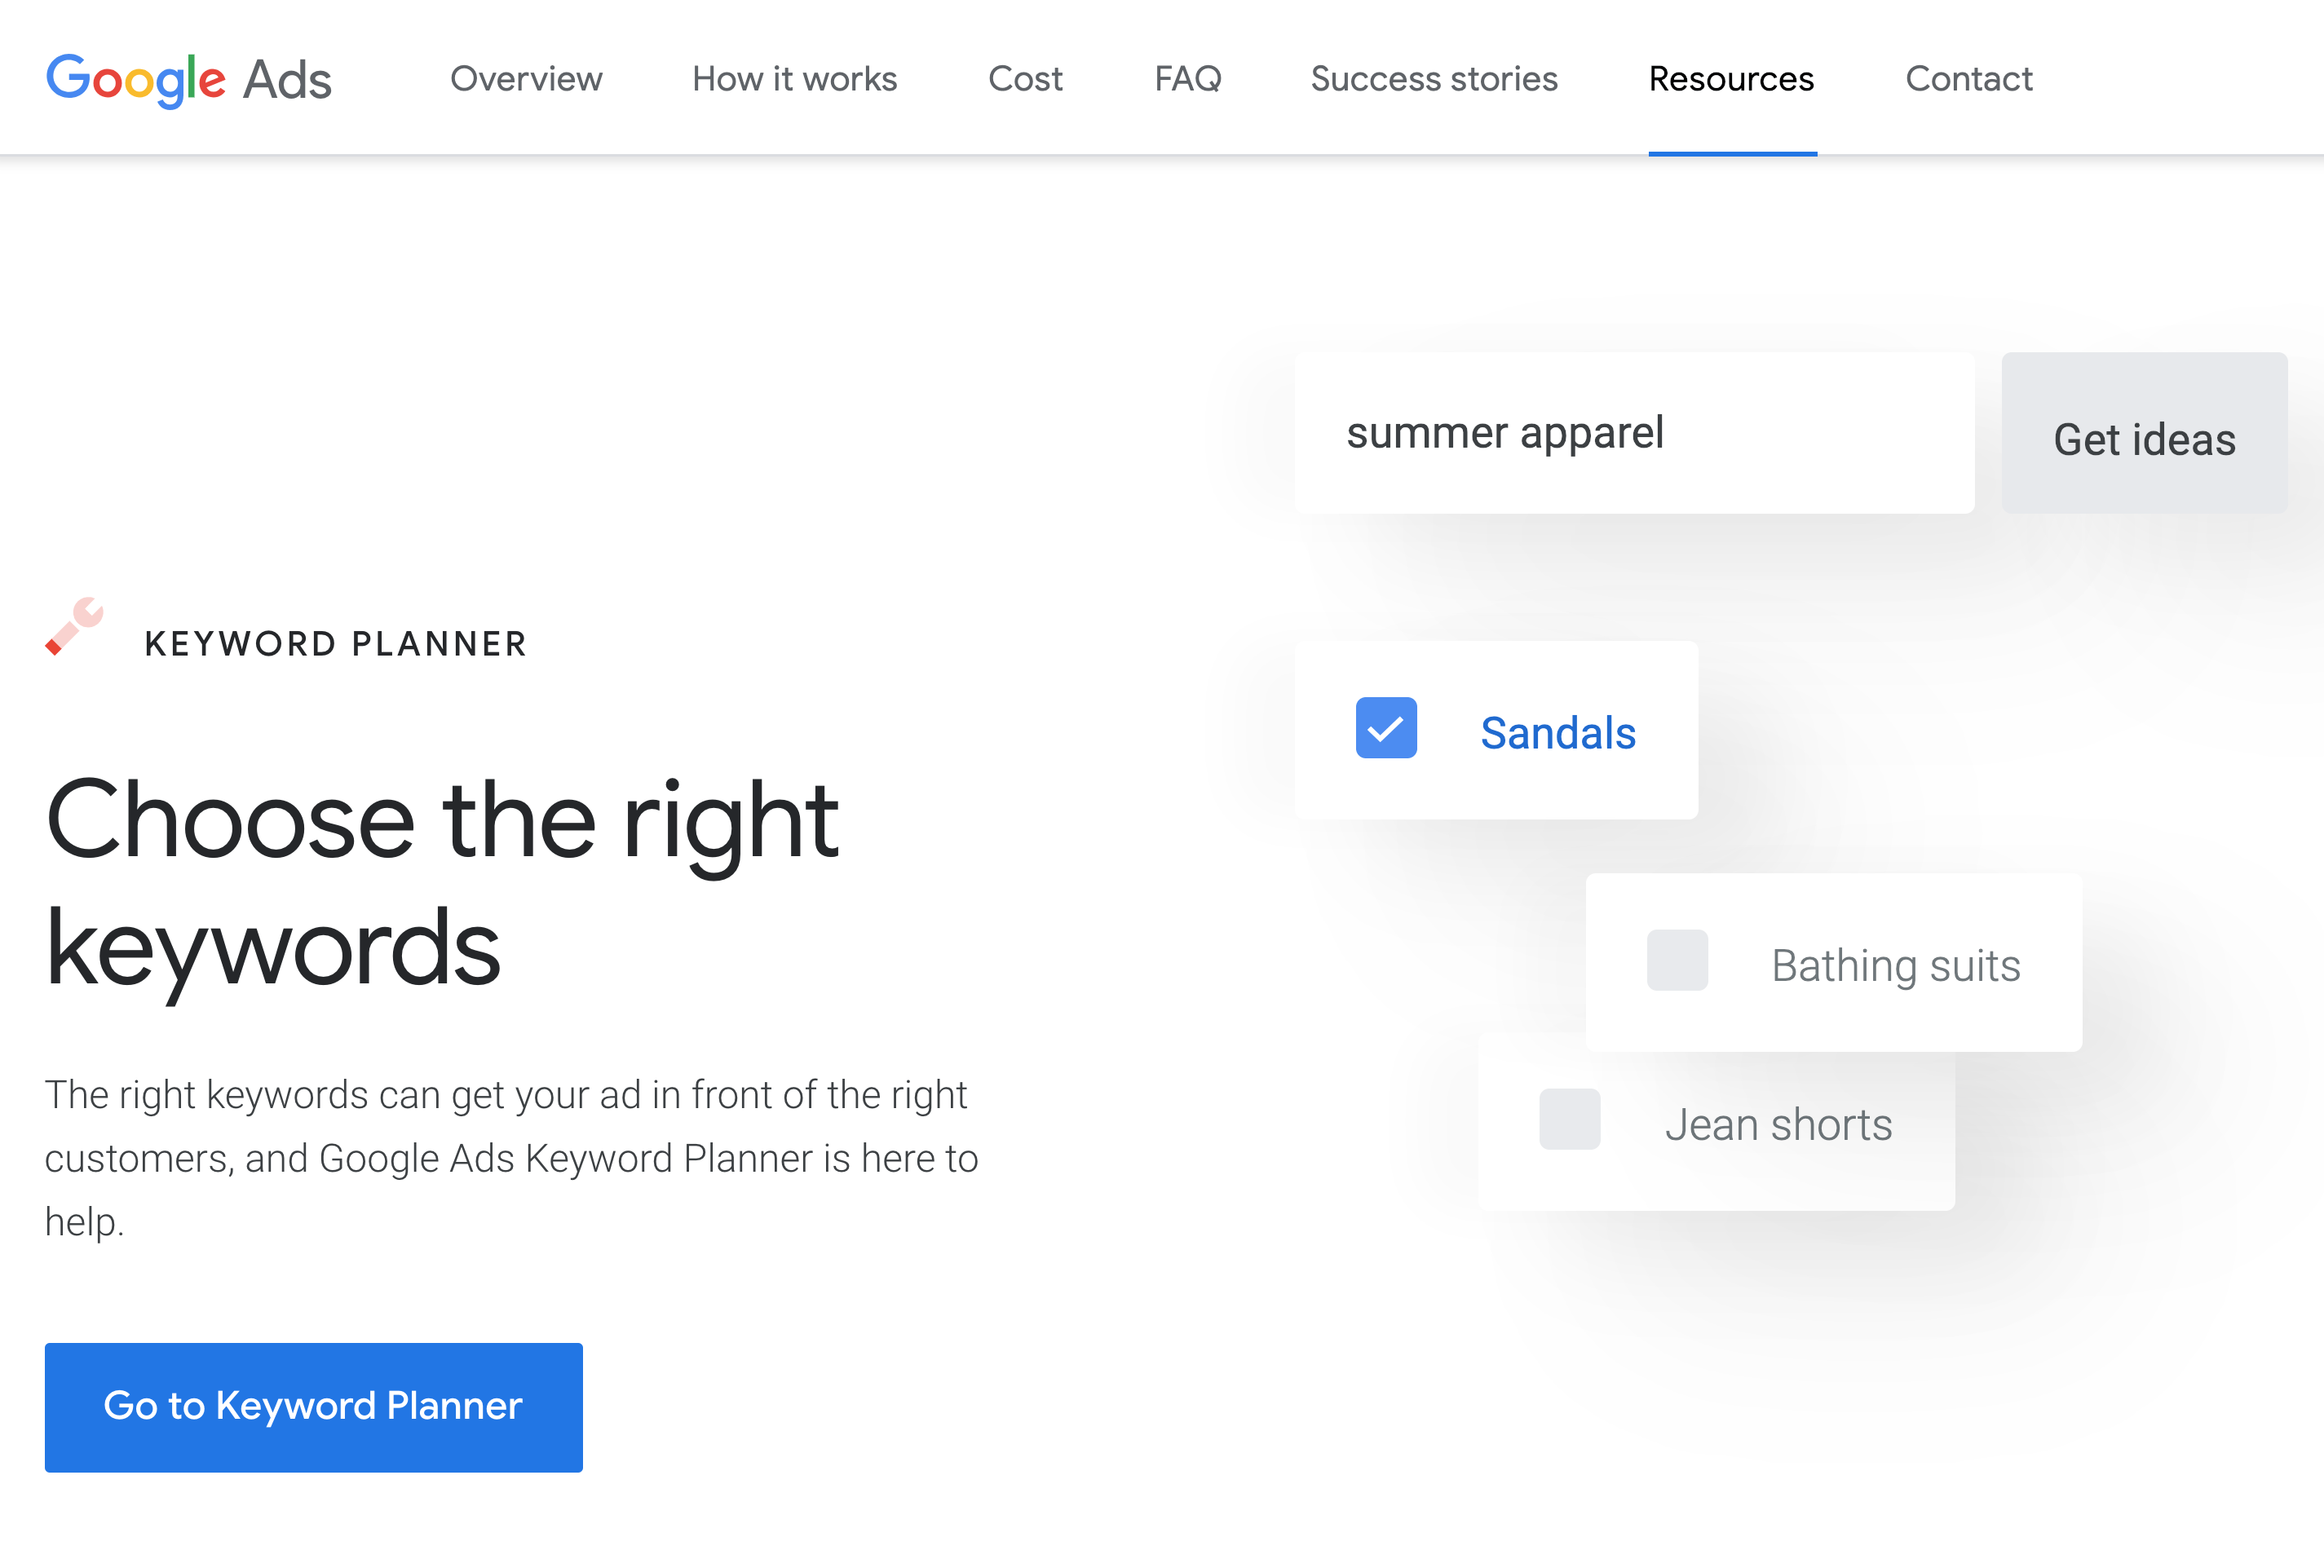 Google Ads Overview How it works Cost FAQ Success stories Resources Contact
summer apparel Get ideas
KEYWORD PLANNER
Choose the right
keywords
The right keywords can get your ad in front of the right
customers, and Google Ads Keyword Planner is here to
help.
Go to Keyword Planner
Sandals
Bathing suits
Jean shorts